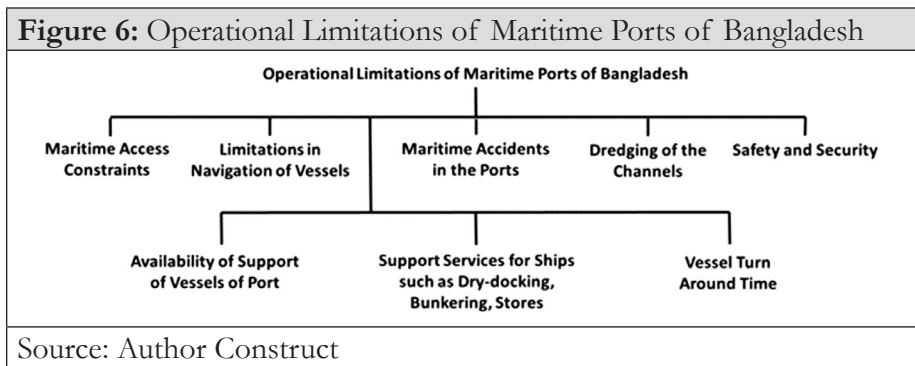 Figure 6: Operational Limitations of Maritime Ports of Bangladesh
Operational Limitations of Maritime Ports of Bangladesh
Maritime Access
Constraints
Limitations in
Navigation of Vessels
Maritime Accidents
in the Ports
Dredging of the
Channels
Safety and Security
Availability of Support
of Vessels of Port
Support Services for Ships
such as Dry-docking,
Bunkering, Stores
Vessel Turn
Around Time
Source: Author Construct